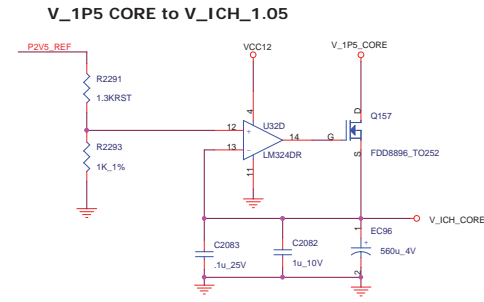 V_1P5 CORE to V_ICH_1.05
P2V5_REF
VCC12
V_1P5_CORE
R2291
1.3KRST
R2293
1K_1%
4
12
+
13
-
U32D
LM324DR
14
11
G
D
S
Q157
FDD8896_TO252
V_ICH_CORE
C2083
.1u_25V
C2082
1u_10V
1
+
2
EC96
560u_4V